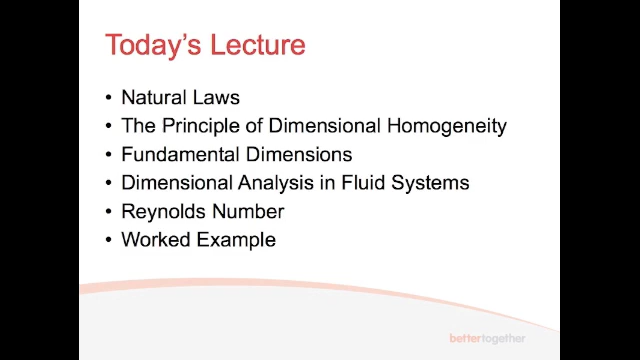 Today's Lecture
• Natural Laws
• The Principle of Dimensional Homogeneity
• Fundamental Dimensions
• Dimensional Analysis in Fluid Systems
• Reynolds Number
• Worked Example
bettertogether